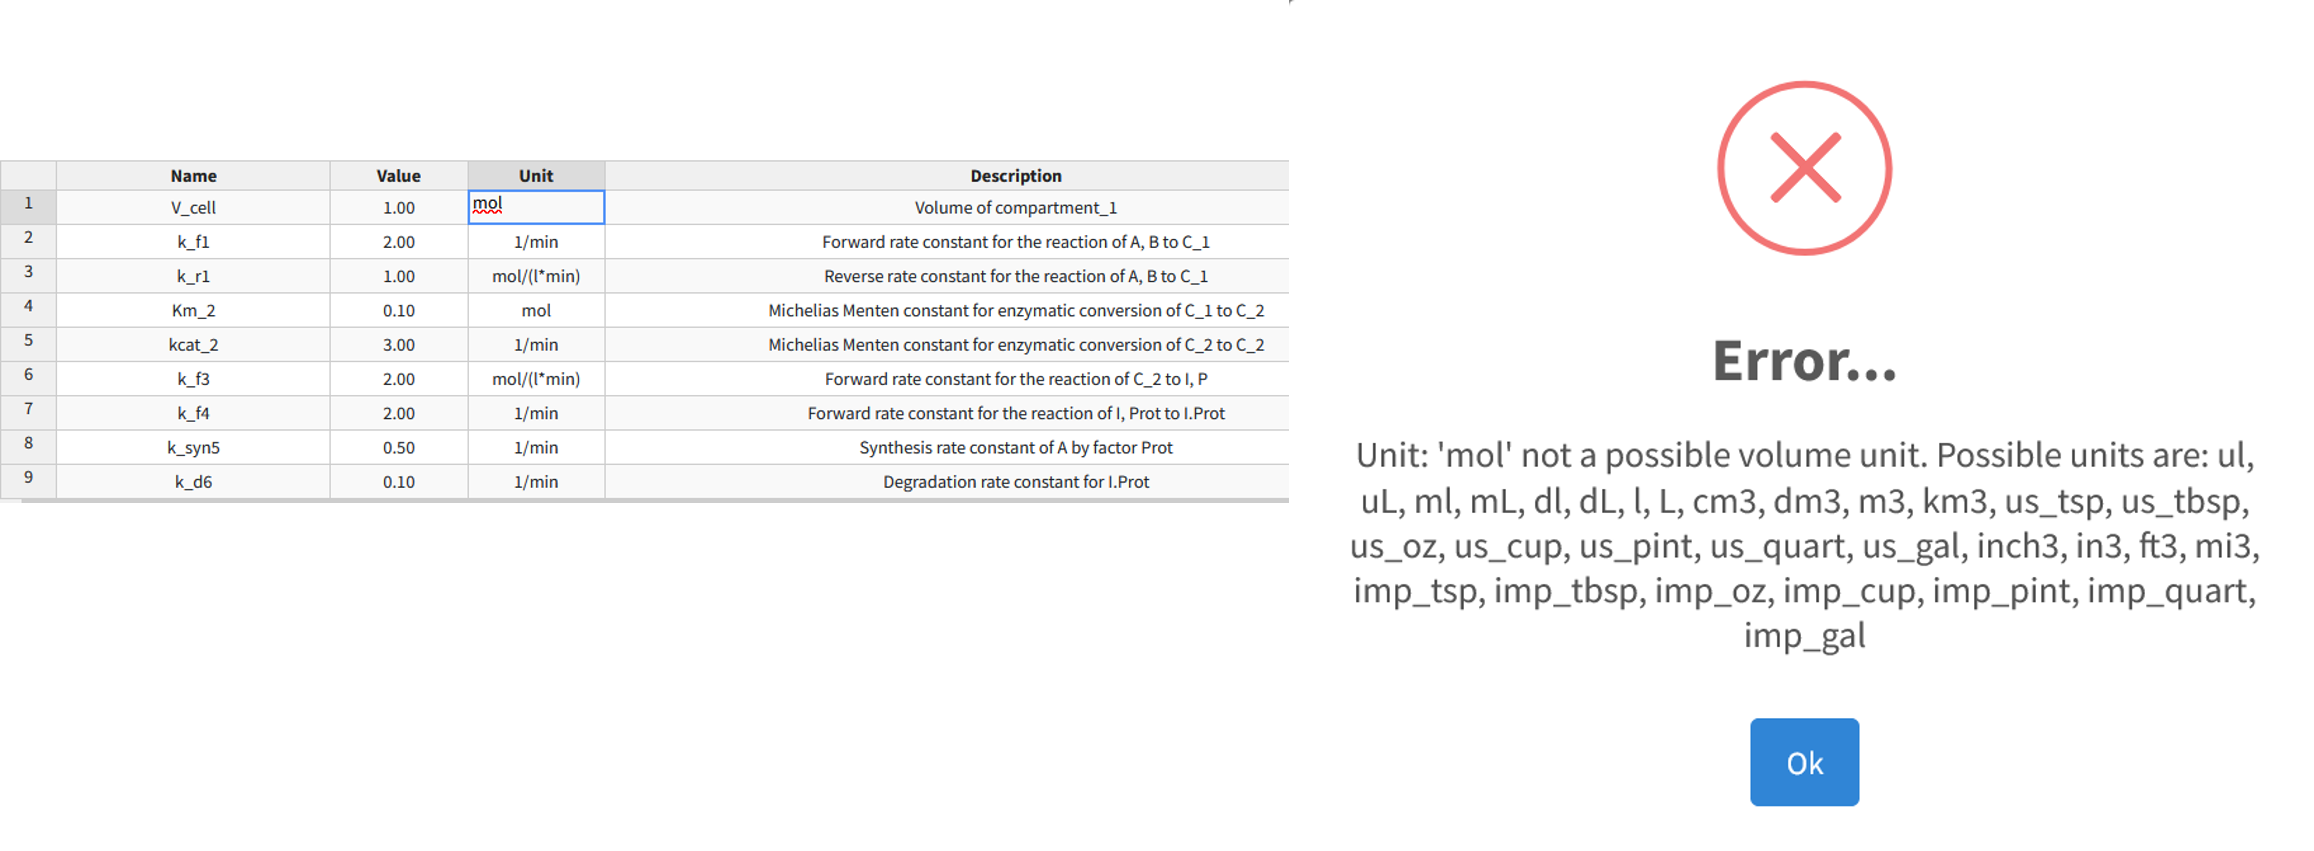 Name Value Unit Description
1 V_cell 1.00 mol Volume of compartment_1
2 k_f1 2.00 1/min Forward rate constant for the reaction of A, B to C_1
3 k_r1 1.00 mol/(l*min) Reverse rate constant for the reaction of A, B to C_1
4 Km_2 0.10 mol Michelias Menten constant for enzymatic conversion of C_1 to C_2
5 kcat_2 3.00 1/min Michelias Menten constant for enzymatic conversion of C_2 to C_2
6 k_f3 2.00 mol/(l*min) Forward rate constant for the reaction of C_2 to I, P
7 k_f4 2.00 1/min Forward rate constant for the reaction of I, Prot to I.Prot
8 k_syn5 0.50 1/min Synthesis rate constant of A by factor Prot
9 k_d6 0.10 1/min Degradation rate constant for I.Prot
Error...
Unit: 'mol' not a possible volume unit. Possible units are: ul,
uL, ml, mL, dl, dL, l, L, cm3, dm3, m3, km3, us_tsp, us_tbsp,
us_oz, us_cup, us_pint, us_quart, us_gal, inch3, in3, ft3, mi3,
imp_tsp, imp_tbsp, imp_oz, imp_cup, imp_pint, imp_quart,
imp_gal
Ok